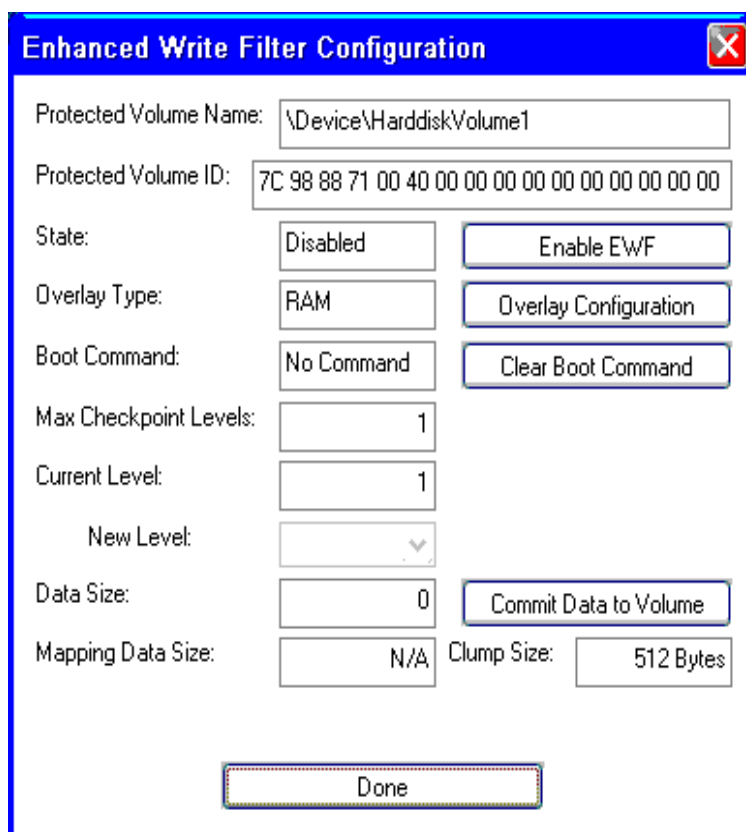 Enhanced Write Filter Configuration
Protected Volume Name: \Device\HarddiskVolume1
Protected Volume ID: 7C 98 88 71 00 40 00 00 00 00 00 00 00 00 00 00
State: Disabled Enable EWF
Overlay Type: RAM Overlay Configuration
Boot Command: No Command Clear Boot Command
Max Checkpoint Levels: 1
Current Level: 1
New Level:
Data Size: 0 Commit Data to Volume
Mapping Data Size: N/A Clump Size: 512 Bytes
Done